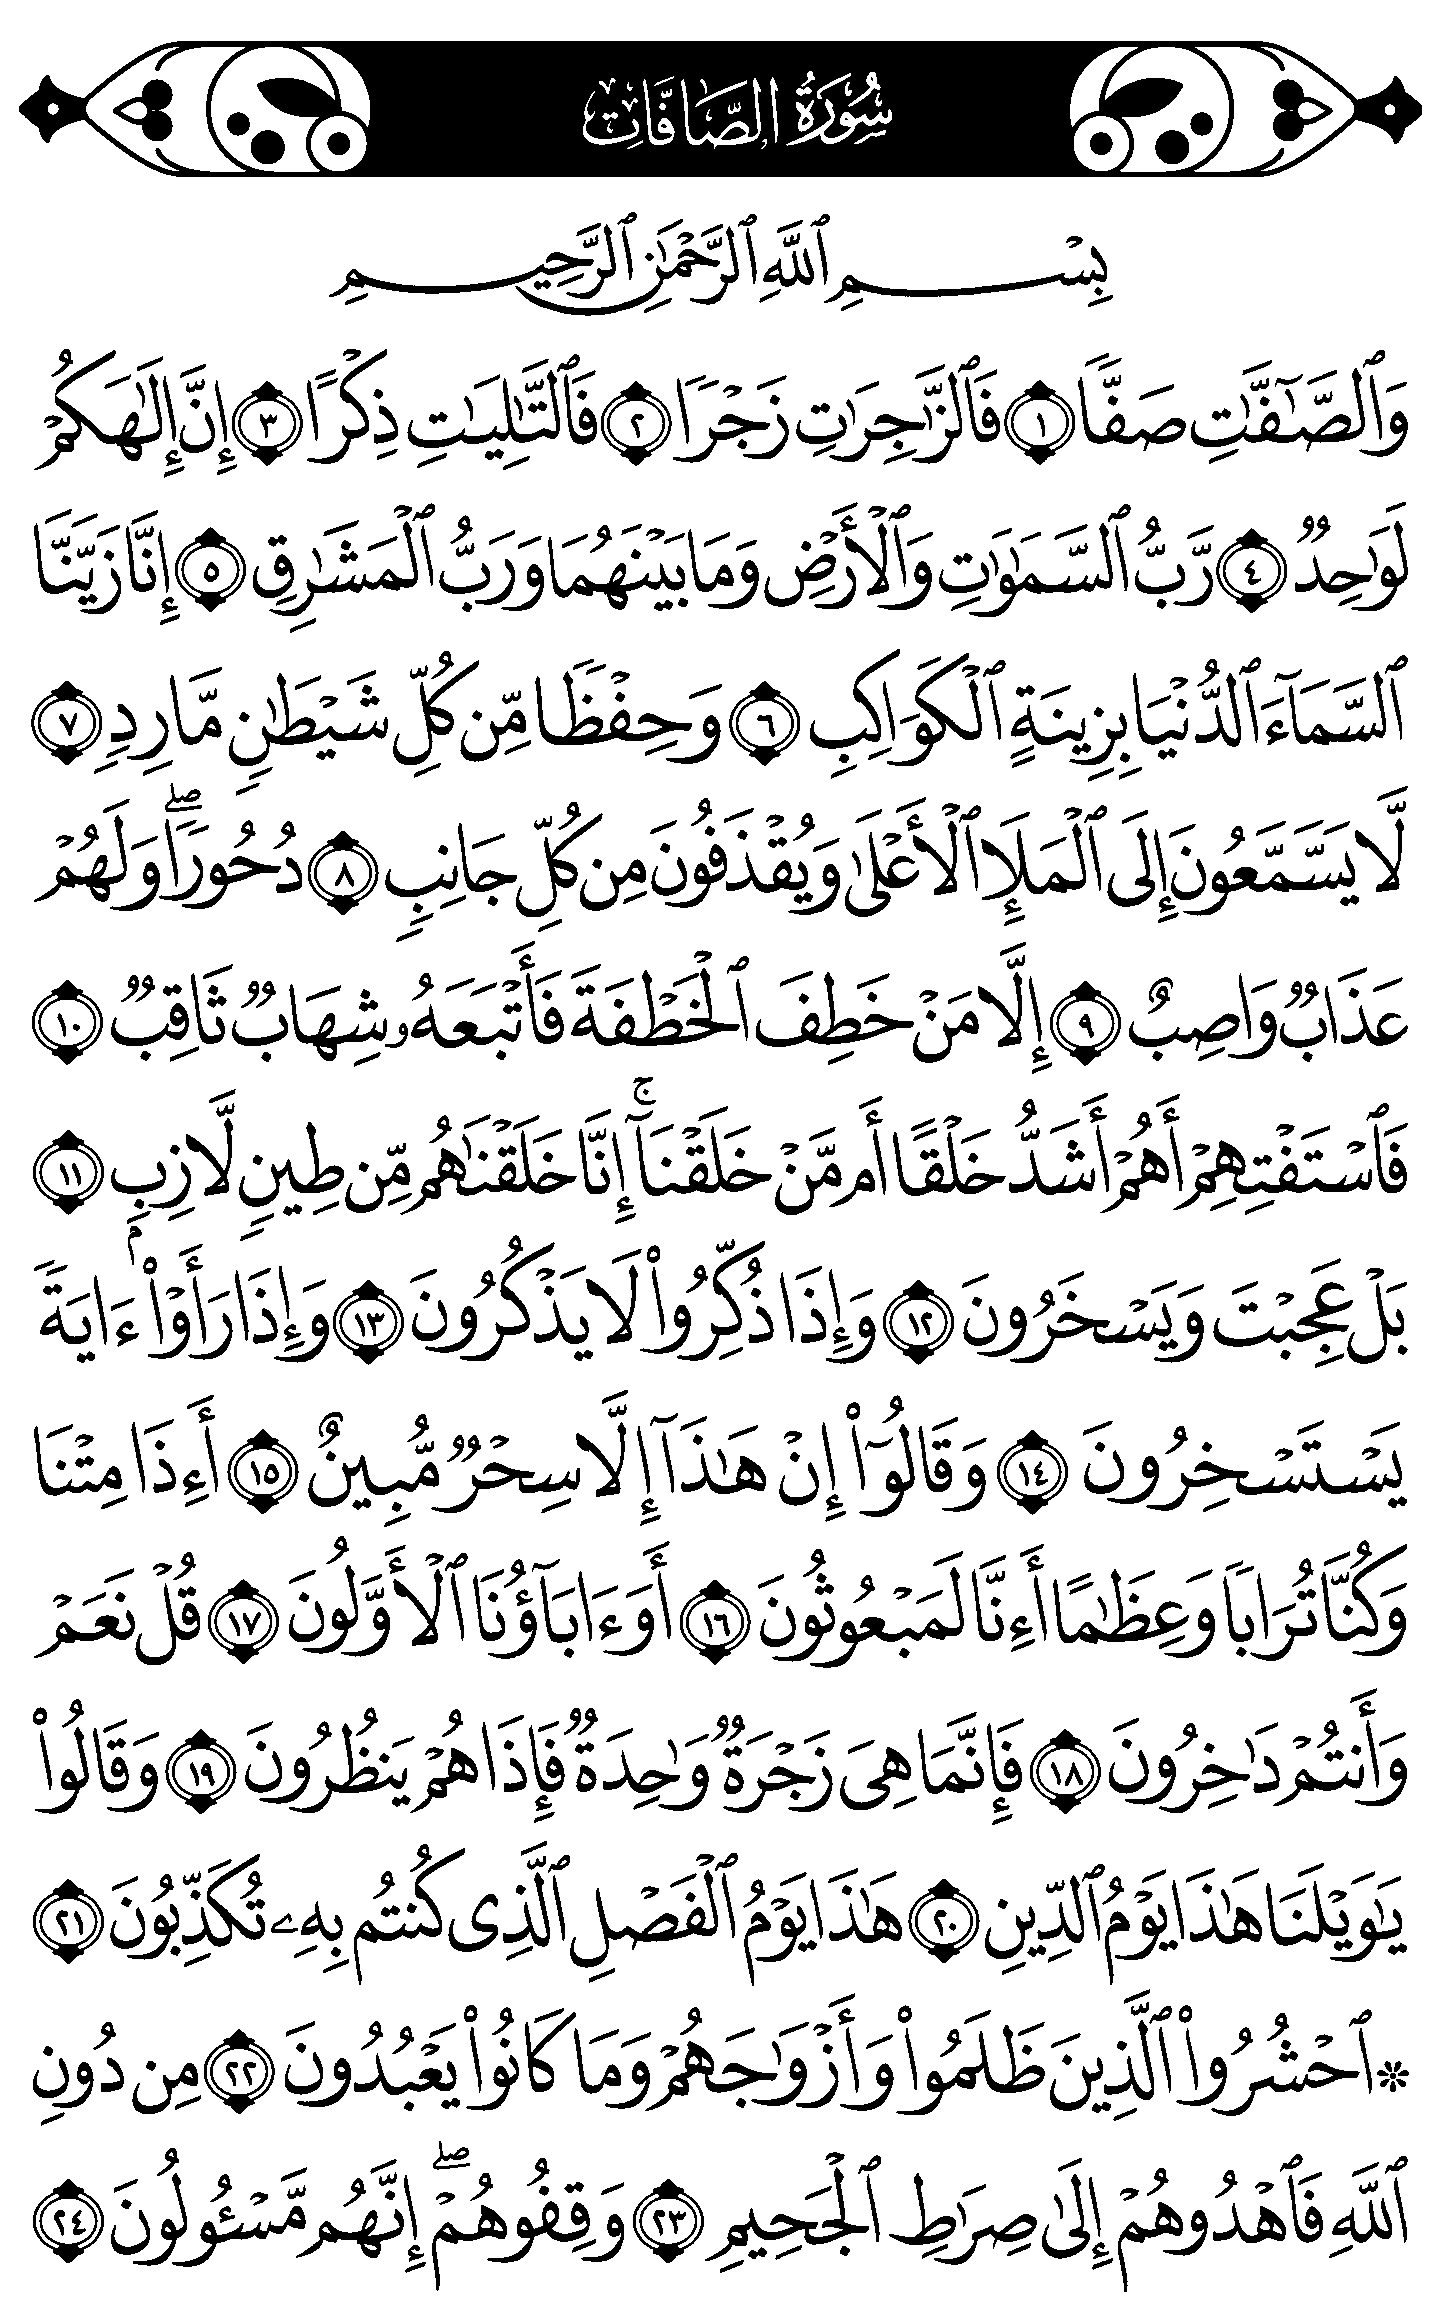 سُورَةُ الصَّافَّاتِ
بِسْمِ ٱللَّهِ ٱلرَّحْمَٰنِ ٱلرَّحِيمِ
وَٱلصَّٰٓفَّٰتِ صَفًّا ١ فَٱلزَّٰجِرَٰتِ زَجْرًا ٢ فَٱلتَّٰلِيَٰتِ ذِكْرًا ٣ إِنَّ إِلَٰهَكُمْ
لَوَٰحِدٌ ٤ رَّبُّ ٱلسَّمَٰوَٰتِ وَٱلْأَرْضِ وَمَا بَيْنَهُمَا وَرَبُّ ٱلْمَشَٰرِقِ ٥ إِنَّا زَيَّنَّا
ٱلسَّمَآءَ ٱلدُّنْيَا بِزِينَةٍ ٱلْكَوَاكِبِ ٦ وَحِفْظًا مِّن كُلِّ شَيْطَٰنٍ مَّارِدٍ ٧
لَّا يَسَّمَّعُونَ إِلَى ٱلْمَلَإِ ٱلْأَعْلَىٰ وَيُقْذَفُونَ مِن كُلِّ جَانِبٍ ٨ دُحُورًا ۖ وَلَهُمْ
عَذَابٌ وَاصِبٌ ٩ إِلَّا مَنْ خَطِفَ ٱلْخَطْفَةَ فَأَتْبَعَهُۥ شِهَابٌ ثَاقِبٌ ١٠
فَٱسْتَفْتِهِمْ أَهُمْ أَشَدُّ خَلْقًا أَم مَّنْ خَلَقْنَآ ۚ إِنَّا خَلَقْنَٰهُم مِّن طِينٍ لَّازِبٍۭ ١١
بَلْ عَجِبْتَ وَيَسْخَرُونَ ١٢ وَإِذَا ذُكِّرُوا۟ لَا يَذْكُرُونَ ١٣ وَإِذَا رَأَوْا۟ ءَايَةً
يَسْتَسْخِرُونَ ١٤ وَقَالُوٓا۟ إِنْ هَٰذَآ إِلَّا سِحْرٌ مُّبِينٌ ١٥ أَءِذَا مِتْنَا
وَكُنَّا تُرَابًا وَعِظَٰمًا أَءِنَّا لَمَبْعُوثُونَ ١٦ أَوَءَابَآؤُنَا ٱلْأَوَّلُونَ ١٧ قُلْ نَعَمْ
وَأَنتُمْ دَٰخِرُونَ ١٨ فَإِنَّمَا هِىَ زَجْرَةٌ وَٰحِدَةٌ فَإِذَا هُمْ يَنظُرُونَ ١٩ وَقَالُوا۟
يَٰوَيْلَنَا هَٰذَا يَوْمُ ٱلدِّينِ ٢٠ هَٰذَا يَوْمُ ٱلْفَصْلِ ٱلَّذِى كُنتُم بِهِۦ تُكَذِّبُونَ ٢١
۞ ٱحْشُرُوا۟ ٱلَّذِينَ ظَلَمُوا۟ وَأَزْوَٰجَهُمْ وَمَا كَانُوا۟ يَعْبُدُونَ ٢٢ مِن دُونِ
ٱللَّهِ فَٱهْدُوهُمْ إِلَىٰ صِرَٰطِ ٱلْجَحِيمِ ٢٣ وَقِفُوهُمْ ۖ إِنَّهُم مَّسْـُٔولُونَ ٢٤